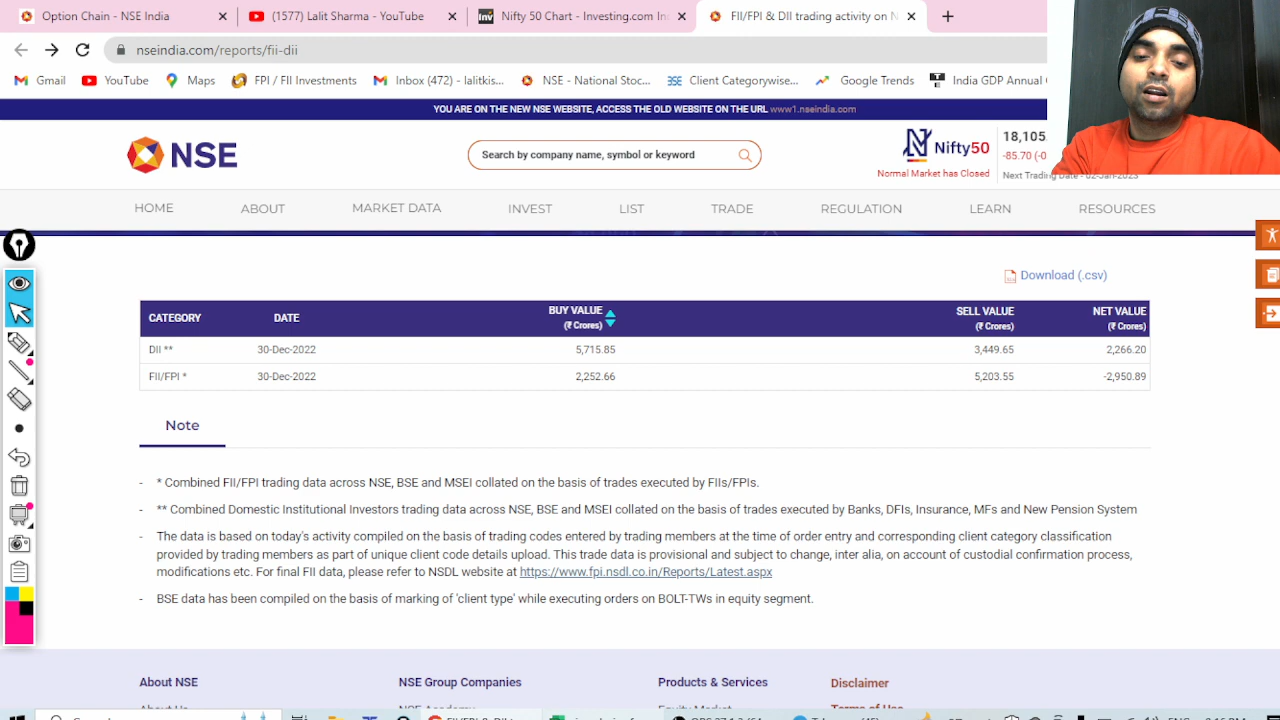 Option Chain - NSE India
(1577) Lalit Sharma - YouTube
Nifty 50 Chart - Investing.com In
FII/FPI & DII trading activity on N
nseindia.com/reports/fii-dii
Gmail
YouTube
Maps
FPI / FII Investments
Inbox (472) - lalitkis...
NSE - National Stoc...
Client Categorywise...
Google Trends
India GDP Annual
YOU ARE ON THE NEW NSE WEBSITE, ACCESS THE OLD WEBSITE ON THE URL www1.nseindia.com
NSE
Search by company name, symbol or keyword
Nifty50
Normal Market has Closed
18,105.
-85.70 (-0
Next Trading Date - 02-Jan-2023
HOME
ABOUT
MARKET DATA
INVEST
LIST
TRADE
REGULATION
LEARN
RESOURCES
Download (.csv)
CATEGORY DATE BUY VALUE (₹ Crores) SELL VALUE (₹ Crores) NET VALUE (₹ Crores)
DII ** 30-Dec-2022 5,715.85 3,449.65 2,266.20
FII/FPI * 30-Dec-2022 2,252.66 5,203.55 -2,950.89
Note
- * Combined FII/FPI trading data across NSE, BSE and MSEI collated on the basis of trades executed by FIIs/FPIs.
- ** Combined Domestic Institutional Investors trading data across NSE, BSE and MSEI collated on the basis of trades executed by Banks, DFIs, Insurance, MFs and New Pension System
- The data is based on today's activity compiled on the basis of trading codes entered by trading members at the time of order entry and corresponding client category classification
provided by trading members as part of unique client code details upload. This trade data is provisional and subject to change, inter alia, on account of custodial confirmation process,
modifications etc. For final FII data, please refer to NSDL website at https://www.fpi.nsdl.co.in/Reports/Latest.aspx
- BSE data has been compiled on the basis of marking of 'client type' while executing orders on BOLT-TWs in equity segment.
About NSE
NSE Group Companies
Products & Services
Disclaimer